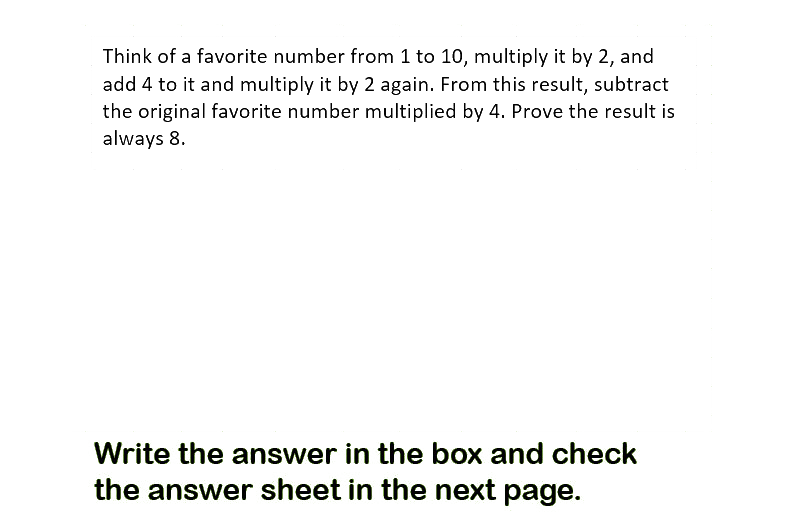 Think of a favorite number from 1 to 10, multiply it by 2, and
add 4 to it and multiply it by 2 again. From this result, subtract
the original favorite number multiplied by 4. Prove the result is
always 8.
Write the answer in the box and check
the answer sheet in the next page.